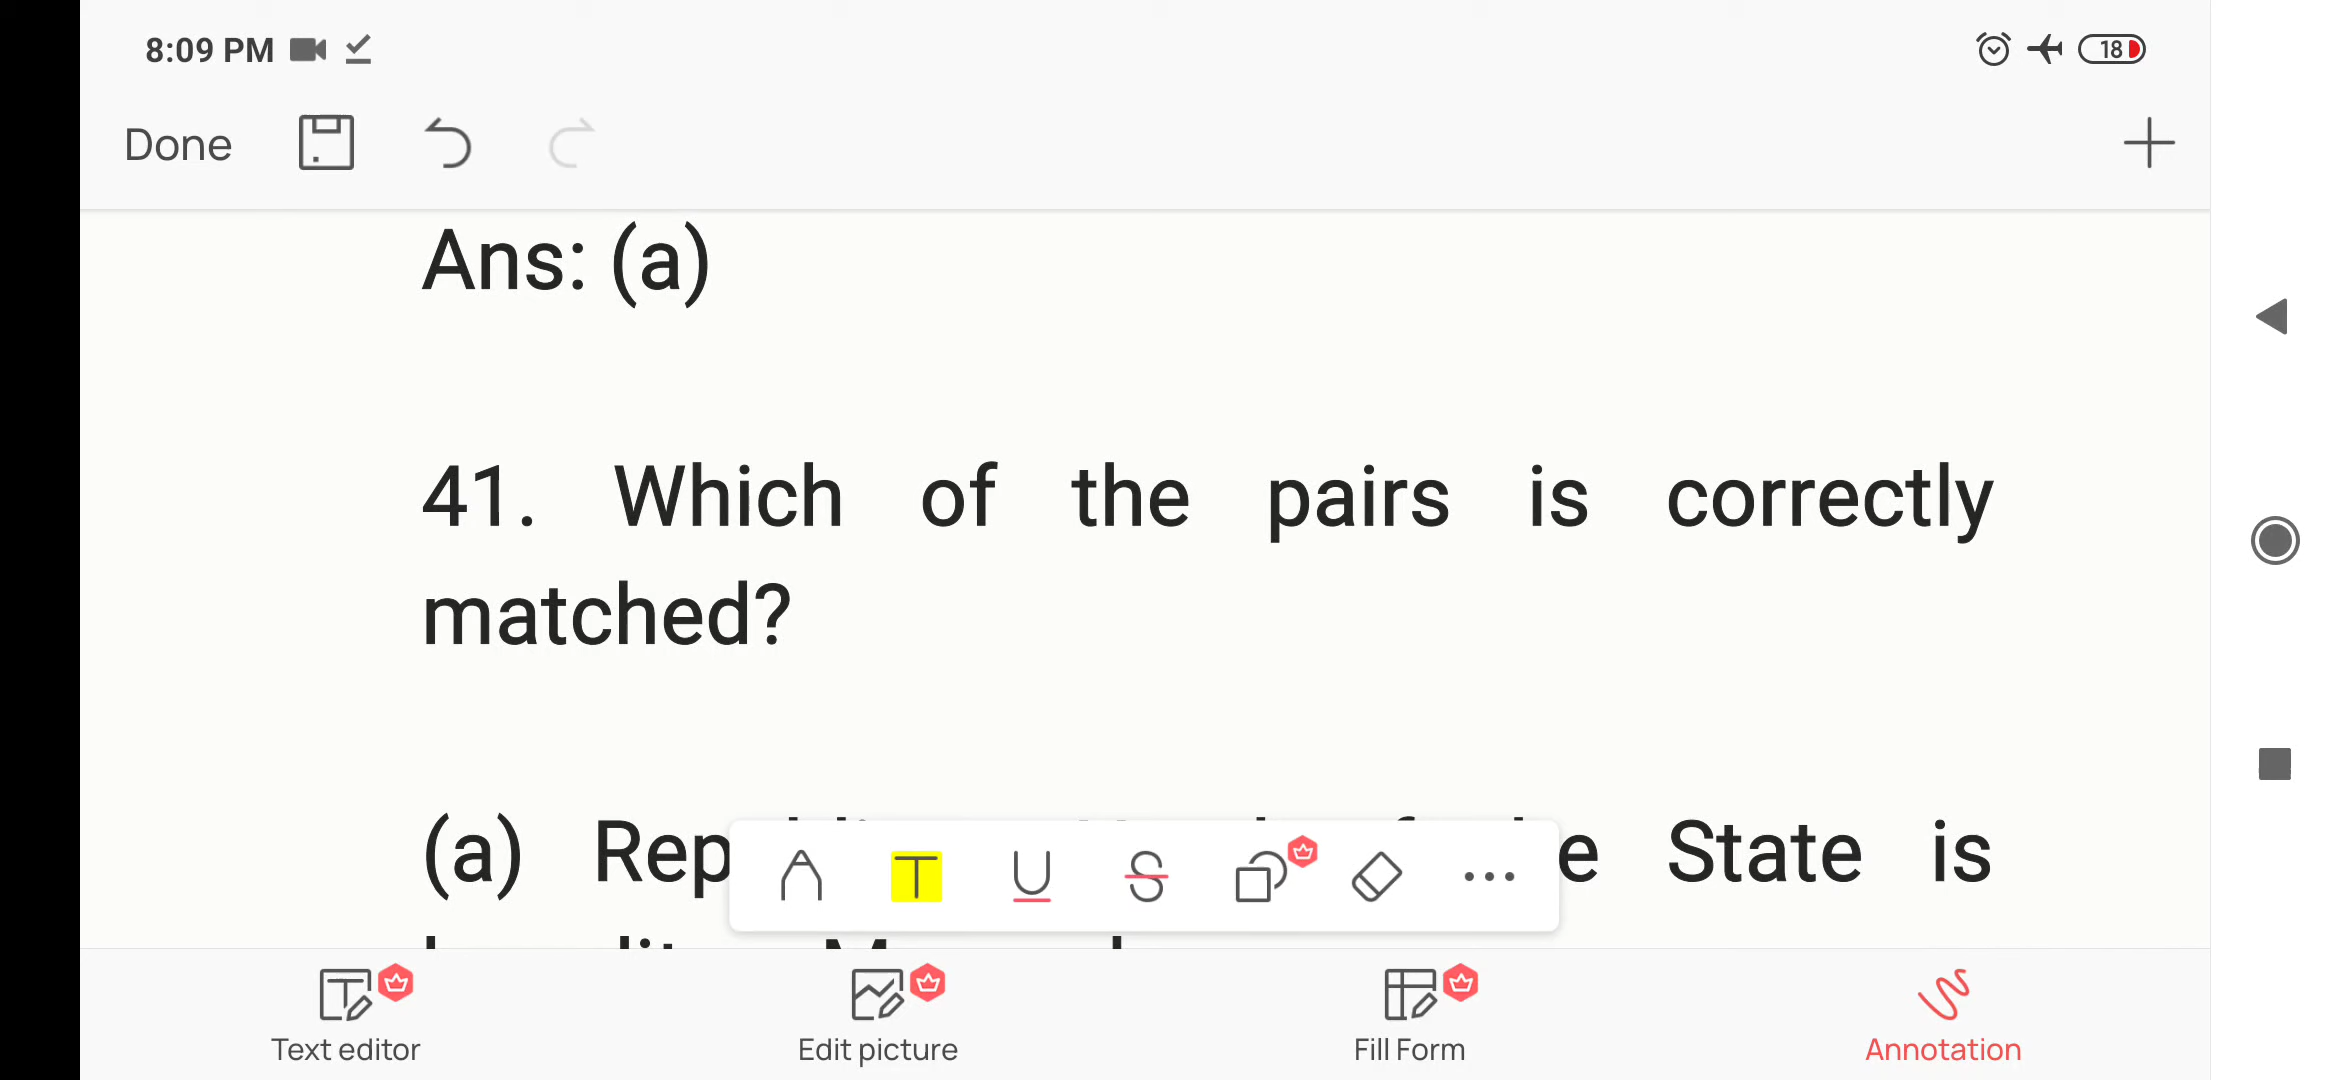 8:09 PM
18
Done
Ans: (a)
41. Which of the pairs is correctly
matched?
(a) State is
Text editor
Edit picture
Fill Form
Annotation